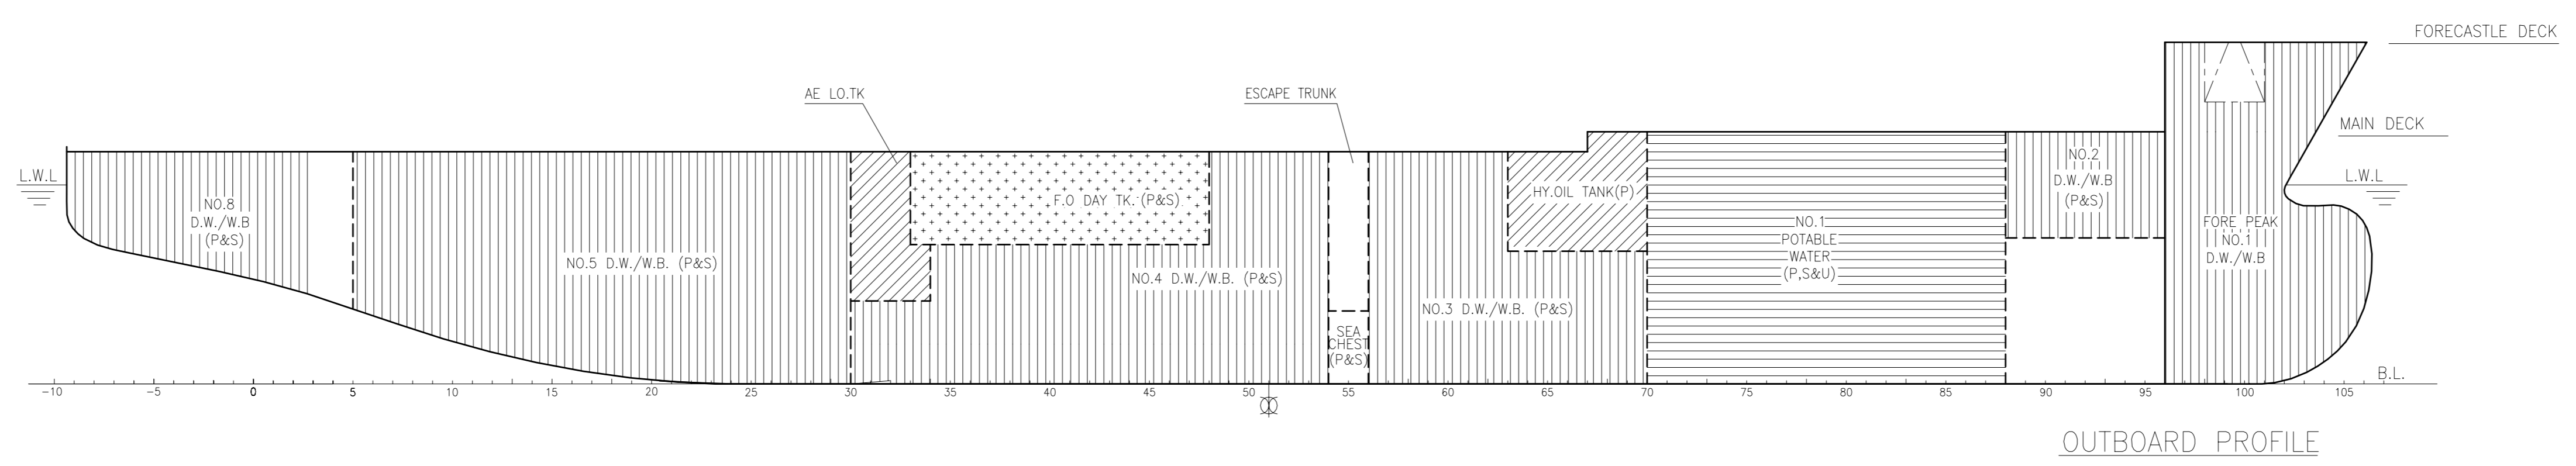 FORECASTLE DECK
AE LO.TK
ESCAPE TRUNK
MAIN DECK
L.W.L
L.W.L
NO.8
D.W./W.B
(P&S)
NO.5 D.W./W.B. (P&S)
F.O DAY TK. (P&S)
NO.4 D.W./W.B. (P&S)
SEA
CHEST
(P&S)
HY.OIL TANK(P)
NO.3 D.W./W.B. (P&S)
NO.1
POTABLE
WATER
(P,S&U)
NO.2
D.W./W.B
(P&S)
FORE PEAK
NO.1
D.W./W.B
B.L.
-10 -5 0 5 10 15 20 25 30 35 40 45 50 55 60 65 70 75 80 85 90 95 100 105
OUTBOARD PROFILE